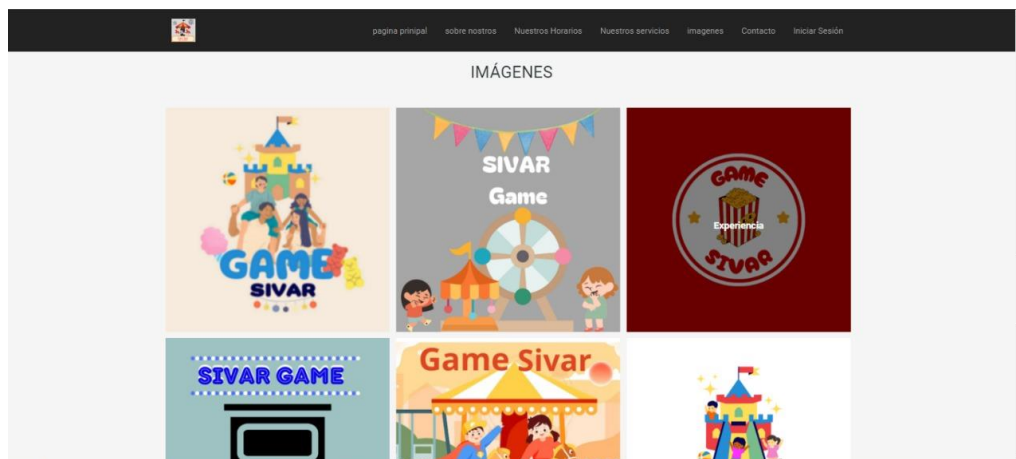 pagina prinipal sobre nostros Nuestros Horarios Nuestros servicios imagenes Contacto Iniciar Sesión
IMÁGENES
GAME
SIVAR
SIVAR
Game
GAME
Experiencia
SIVAR
SIVAR GAME
Game Sivar